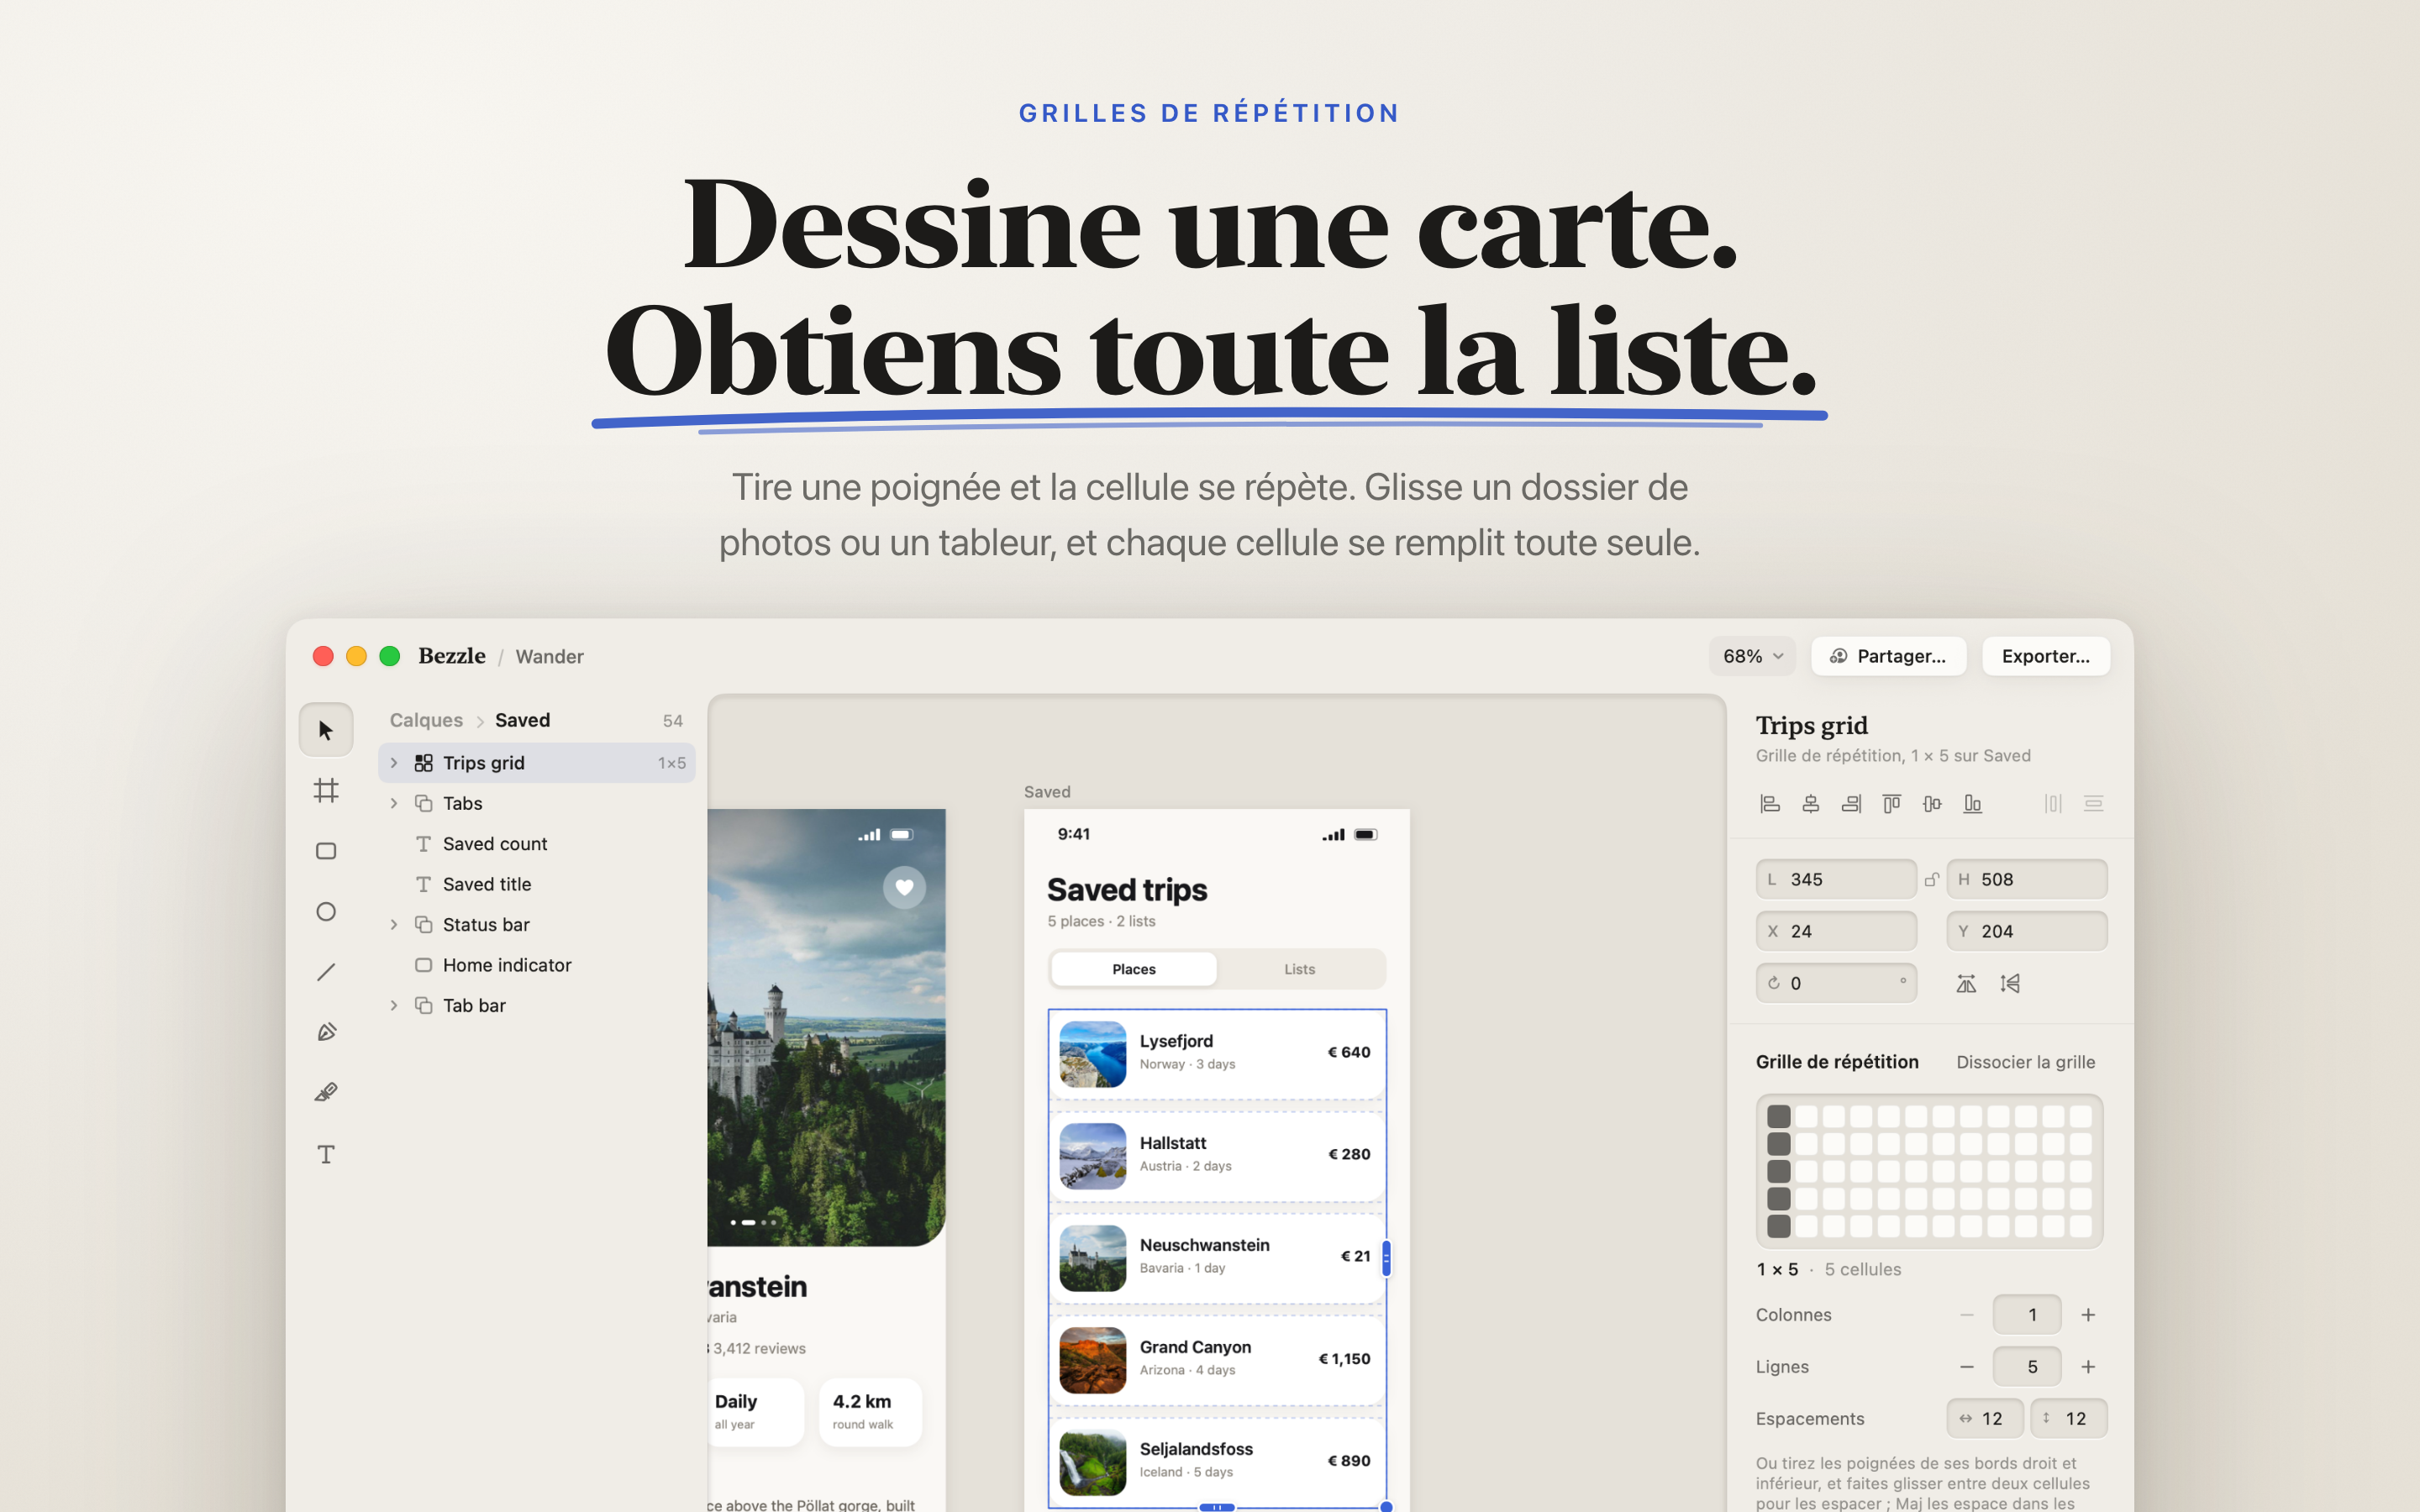 GRILLES DE RÉPÉTITION
Dessine une carte.
Obtiens toute la liste.
Tire une poignée et la cellule se répète. Glisse un dossier de
photos ou un tableur, et chaque cellule se remplit toute seule.
Bezzle / Wander
68%
Partager...
Exporter...
Calques > Saved 54
Trips grid 1×5
Tabs
Saved count
Saved title
Status bar
Home indicator
Tab bar
anstein
varia
3,412 reviews
Daily
all year
4.2 km
round walk
ce above the Pöllat gorge, built
Saved
9:41
Saved trips
5 places · 2 lists
Places
Lists
Lysefjord
Norway · 3 days
€ 640
Hallstatt
Austria · 2 days
€ 280
Neuschwanstein
Bavaria · 1 day
€ 21
Grand Canyon
Arizona · 4 days
€ 1,150
Seljalandsfoss
Iceland · 5 days
€ 890
Trips grid
Grille de répétition, 1 × 5 sur Saved
L 345
H 508
X 24
Y 204
0 °
Grille de répétition
Dissocier la grille
1 × 5 · 5 cellules
Colonnes − 1 +
Lignes − 5 +
Espacements 12 12
Ou tirez les poignées de ses bords droit et
inférieur, et faites glisser entre deux cellules
pour les espacer ; Maj les espace dans les